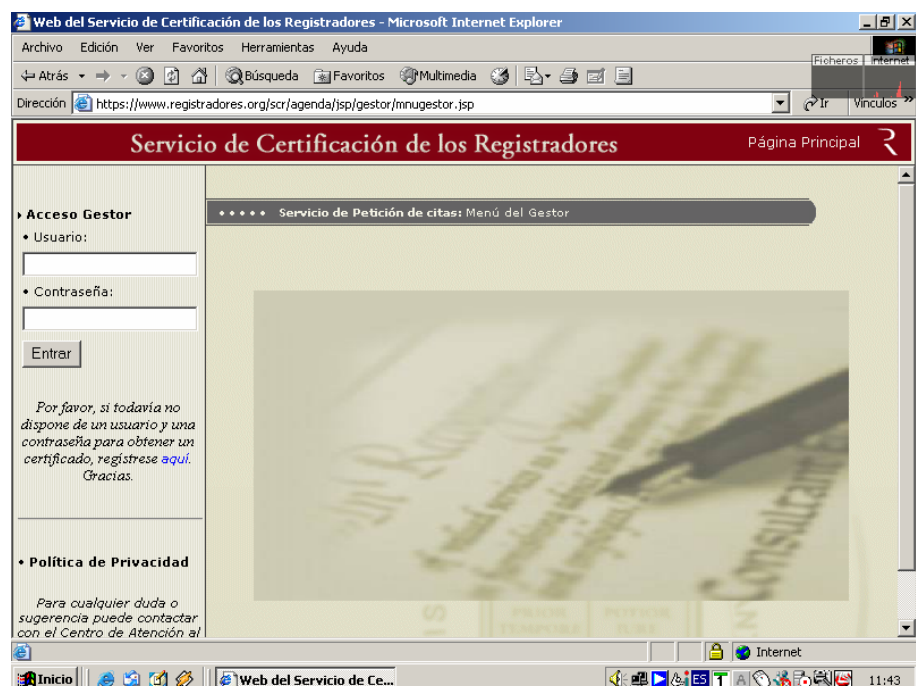 Web del Servicio de Certificación de los Registradores - Microsoft Internet Explorer
Archivo Edición Ver Favoritos Herramientas Ayuda
Ficheros Internet
Atrás Búsqueda Favoritos Multimedia
Dirección https://www.registradores.org/scr/agenda/jsp/gestor/mnugestor.jsp Ir Vínculos »
Servicio de Certificación de los Registradores Página Principal
Acceso Gestor
• Usuario:
• Contraseña:
Entrar
Por favor, si todavía no
dispone de un usuario y una
contraseña para obtener un
certificado, regístrese aquí.
Gracias.
• Política de Privacidad
Para cualquier duda o
sugerencia puede contactar
con el Centro de Atención al
• • • • • Servicio de Petición de citas: Menú del Gestor
Consultant
PRIOR POTIOR
TEMPORE IURE
Internet
Inicio Web del Servicio de Ce... ES 11:43